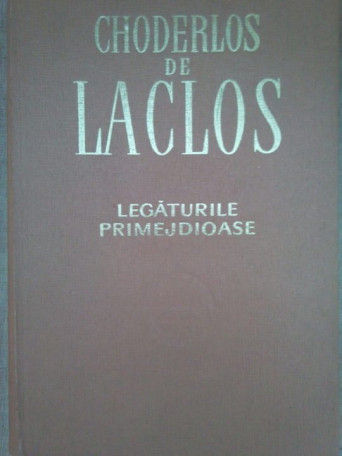 CHODERLOS
DE
LACLOS
LEGĂTURILE
PRIMEJDIOASE